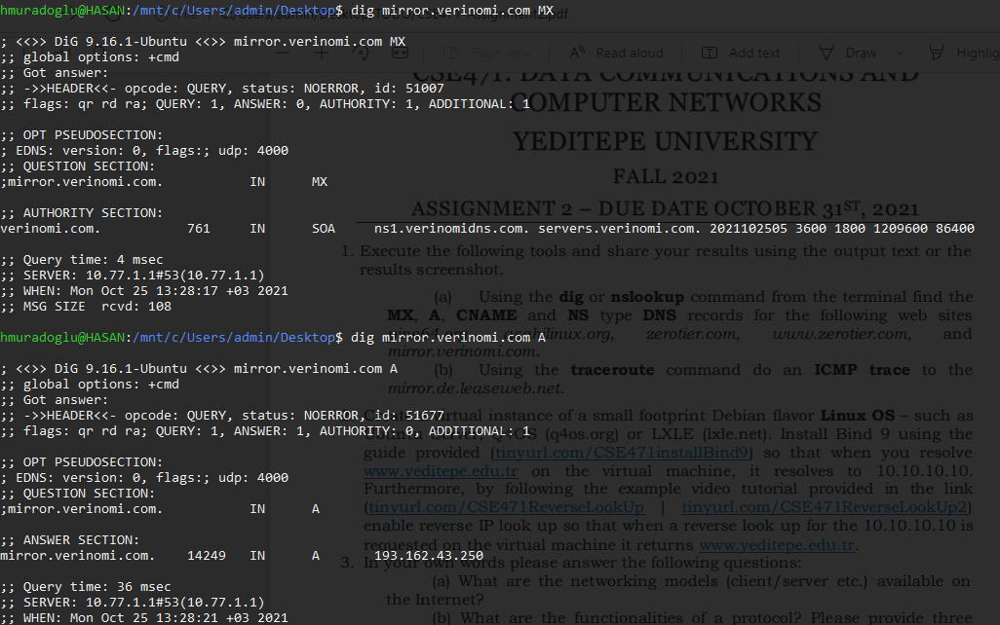 hmuradoglu@HASAN:/mnt/c/Users/admin/Desktop$ dig mirror.verinomi.com MX
Page view
Read aloud
Add text
Draw
; <<>> DiG 9.16.1-Ubuntu <<>> mirror.verinomi.com MX
;; global options: +cmd
;; Got answer:
;; ->>HEADER<<- opcode: QUERY, status: NOERROR, id: 51007
;; flags: qr rd ra; QUERY: 1, ANSWER: 0, AUTHORITY: 1, ADDITIONAL: 1
;; OPT PSEUDOSECTION:
; EDNS: version: 0, flags:; udp: 4000
;; QUESTION SECTION:
;mirror.verinomi.com. IN MX
;; AUTHORITY SECTION:
verinomi.com. 761 IN SOA ns1.verinomidns.com. servers.verinomi.com. 2021102505 3600 1800 1209600 86400
;; Query time: 4 msec
;; SERVER: 10.77.1.1#53(10.77.1.1)
;; WHEN: Mon Oct 25 13:28:17 +03 2021
;; MSG SIZE rcvd: 108
hmuradoglu@HASAN:/mnt/c/Users/admin/Desktop$ dig mirror.verinomi.com A
; <<>> DiG 9.16.1-Ubuntu <<>> mirror.verinomi.com A
;; global options: +cmd
;; Got answer:
;; ->>HEADER<<- opcode: QUERY, status: NOERROR, id: 51677
;; flags: qr rd ra; QUERY: 1, ANSWER: 1, AUTHORITY: 0, ADDITIONAL: 1
;; OPT PSEUDOSECTION:
; EDNS: version: 0, flags:; udp: 4000
;; QUESTION SECTION:
;mirror.verinomi.com. IN A
;; ANSWER SECTION:
mirror.verinomi.com. 14249 IN A 193.162.43.250
;; Query time: 36 msec
;; SERVER: 10.77.1.1#53(10.77.1.1)
;; WHEN: Mon Oct 25 13:28:21 +03 2021
CSE471: DATA COMMUNICATIONS AND
COMPUTER NETWORKS
YEDITEPE UNIVERSITY
FALL 2021
ASSIGNMENT 2 – DUE DATE OCTOBER 31ST, 2021
1. Execute the following tools and share your results using the output text or the
results screenshot.
(a) Using the dig or nslookup command from the terminal find the
MX, A, CNAME and NS type DNS records for the following web sites
zerotier.com, www.zerotier.com, and
mirror.verinomi.com.
(b) Using the traceroute command do an ICMP trace to the
mirror.de.leaseweb.net.
virtual instance of a small footprint Debian flavor Linux OS – such as
(q4os.org) or LXLE (lxle.net). Install Bind 9 using the
guide provided (tinyurl.com/CSE471installBind9) so that when you resolve
www.yeditepe.edu.tr on the virtual machine, it resolves to 10.10.10.10.
Furthermore, by following the example video tutorial provided in the link
(tinyurl.com/CSE471ReverseLookUp | tinyurl.com/CSE471ReverseLookUp2)
enable reverse IP look up so that when a reverse look up for the 10.10.10.10 is
requested on the virtual machine it returns www.yeditepe.edu.tr.
3. In your own words please answer the following questions:
(a) What are the networking models (client/server etc.) available on
the Internet?
(b) What are the functionalities of a protocol? Please provide three